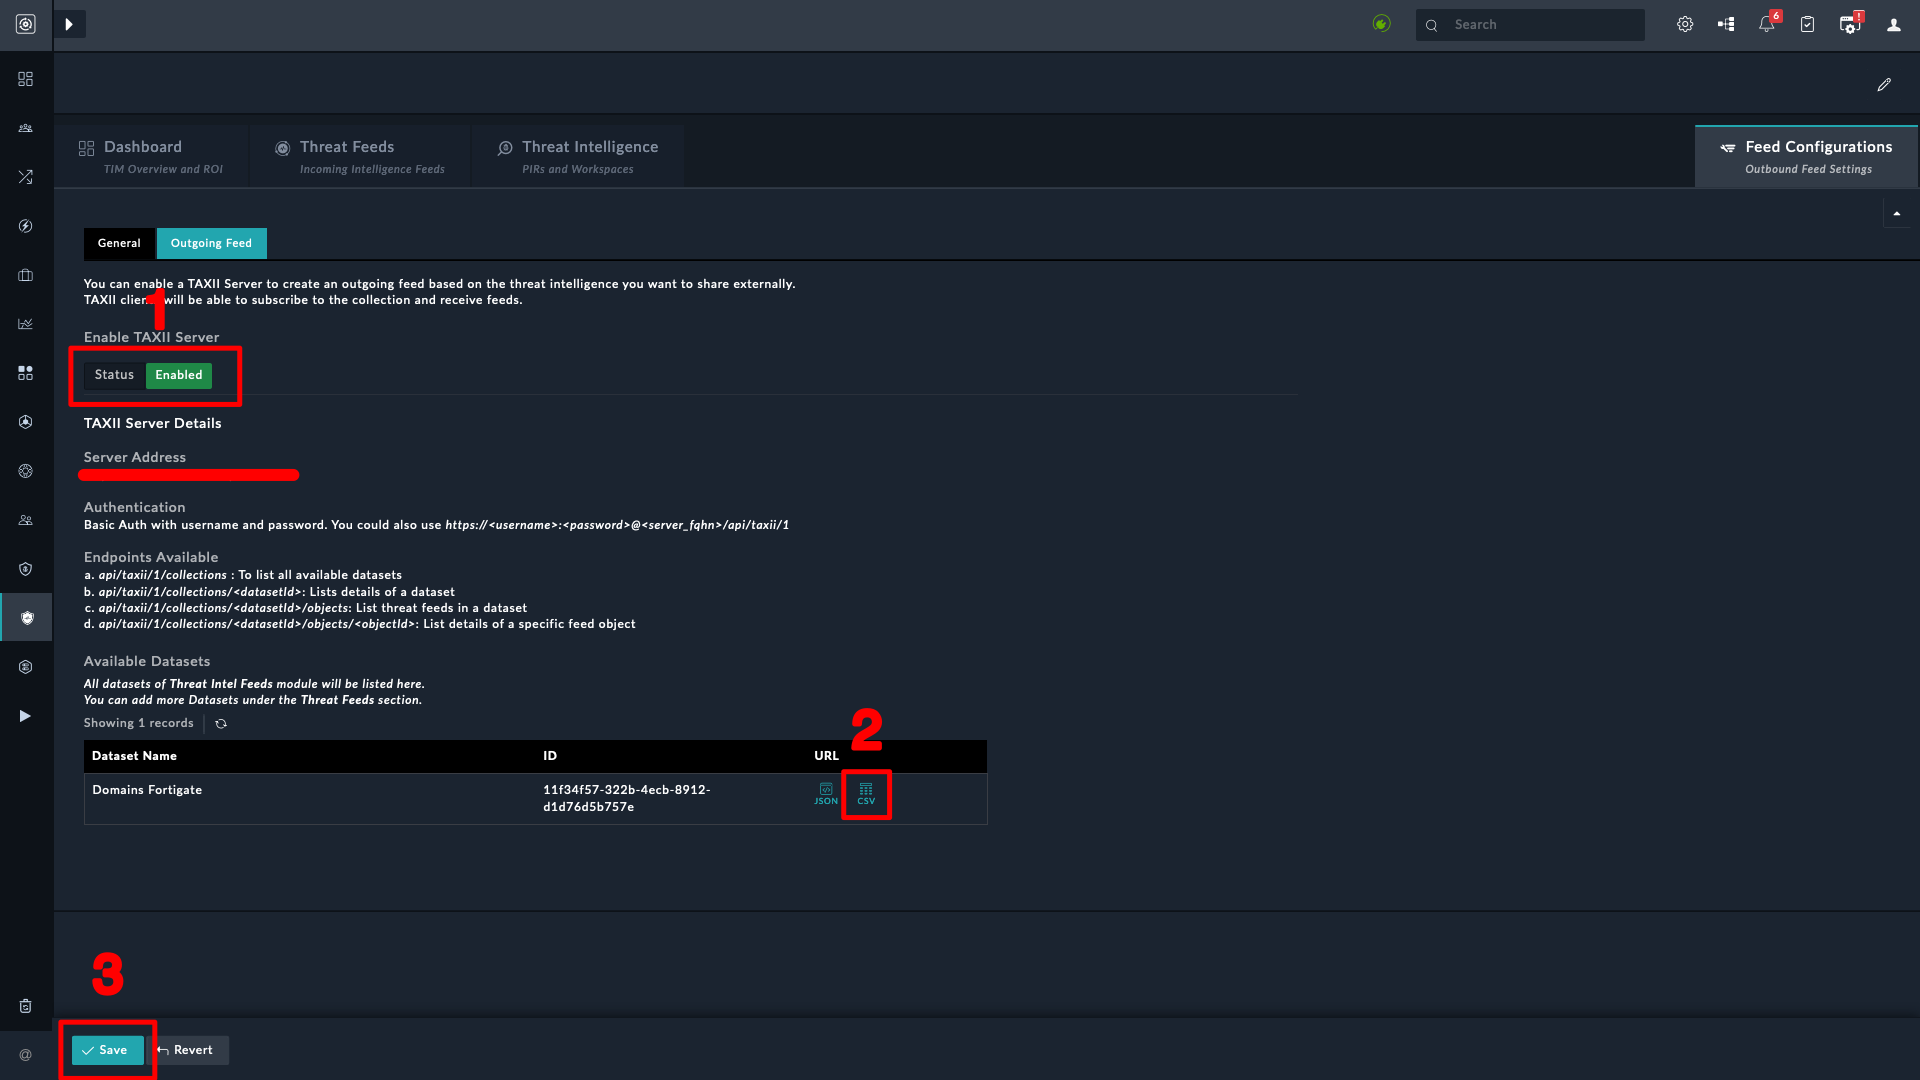 Search
6
!
Dashboard
TIM Overview and ROI
Threat Feeds
Incoming Intelligence Feeds
Threat Intelligence
PIRs and Workspaces
Feed Configurations
Outbound Feed Settings
General
Outgoing Feed
You can enable a TAXII Server to create an outgoing feed based on the threat intelligence you want to share externally.
TAXII will be able to subscribe to the collection and receive feeds.
1
Enable TAXII Server
Status
Enabled
TAXII Server Details
Server Address
Authentication
Basic Auth with username and password. You could also use https://<username>:<password>@<server_fqhn>/api/taxii/1
Endpoints Available
a. api/taxii/1/collections : To list all available datasets
b. api/taxii/1/collections/<datasetId>: Lists details of a dataset
c. api/taxii/1/collections/<datasetId>/objects: List threat feeds in a dataset
d. api/taxii/1/collections/<datasetId>/objects/<objectId>: List details of a specific feed object
Available Datasets
All datasets of Threat Intel Feeds module will be listed here.
You can add more Datasets under the Threat Feeds section.
Showing 1 records
2
Dataset Name
ID
URL
Domains Fortigate
11f34f57-322b-4ecb-8912-
d1d76d5b757e
JSON
CSV
3
Save
Revert
@